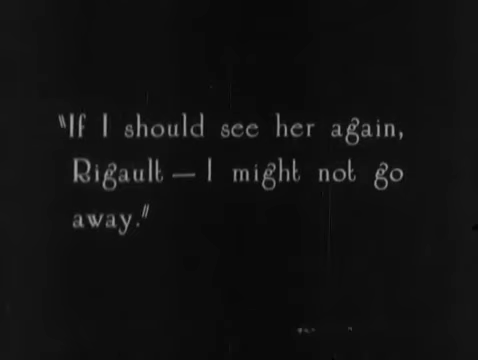 "If I should see her again,
Rigault — I might not go
away."